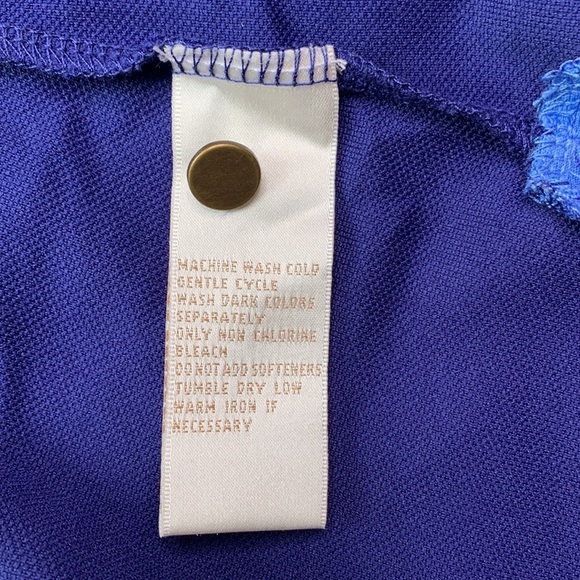 MACHINE WASH COLD
GENTLE CYCLE
WASH DARK COLORS
SEPARATELY
ONLY NON CHLORINE
BLEACH
DO NOT ADD SOFTENERS
TUMBLE DRY LOW
WARM IRON IF
NECESSARY